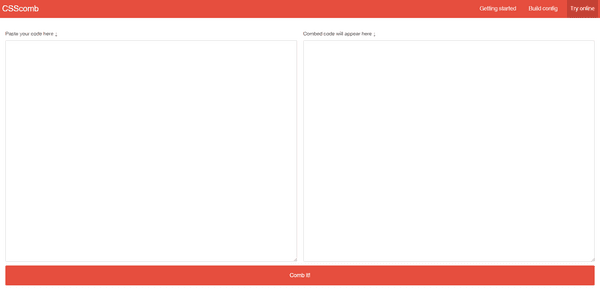 CSScomb
Getting started
Build config
Try online
Paste your code here ↓
Combed code will appear here ↓
Comb it!